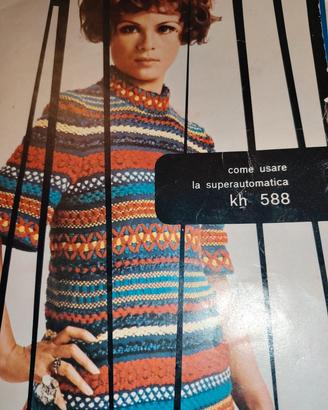 come usare
la superautomatica
kh 588